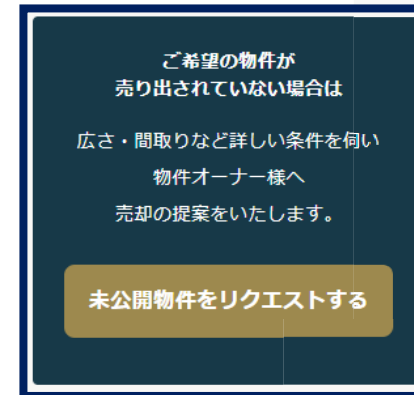 ご希望の物件が
売り出されていない場合は
広さ・間取りなど詳しい条件を伺い
物件オーナー様へ
売却の提案をいたします。
未公開物件をリクエストする